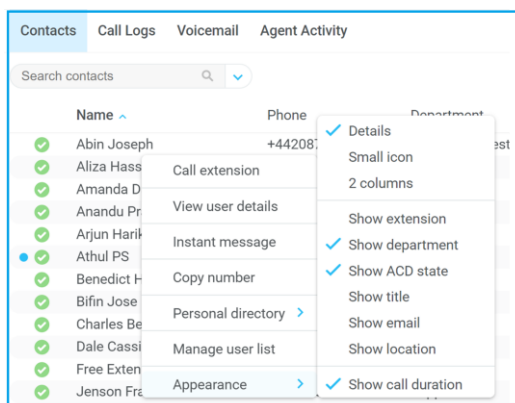 Contacts Call Logs Voicemail Agent Activity
Search contacts
Name Phone Department
Abin Joseph +442087
Aliza Hass
Amanda D
Anandu Pr
Arjun Harik
Athul PS
Benedict H
Bifin Jose
Charles Be
Dale Cassi
Free Exten
Jenson Fra
Call extension
View user details
Instant message
Copy number
Personal directory
Manage user list
Appearance
Details
Small icon
2 columns
Show extension
Show department
Show ACD state
Show title
Show email
Show location
Show call duration
est